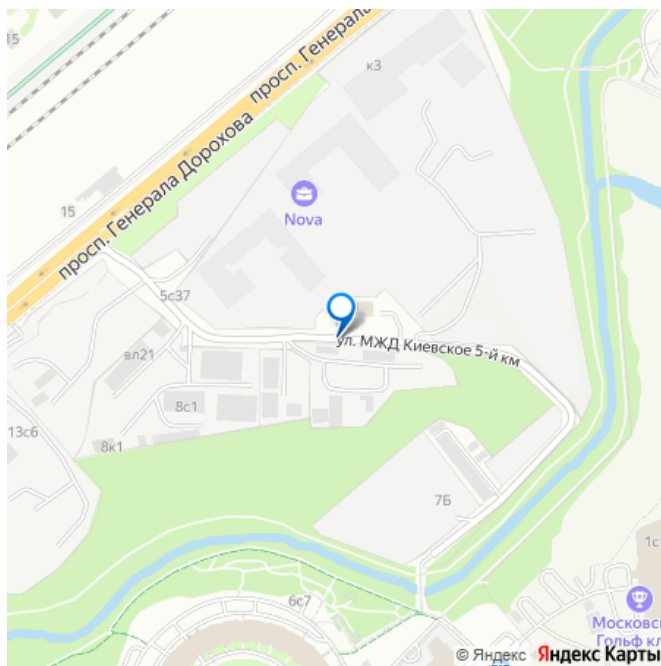 15
просп. Генерала
к3
просп. Генерала Дорохова
15
Nova
5с37
ул. МЖД Киевское 5-й км
вл21
8с1
13с6
8к1
7Б
1с
6с7
Московс
Гольф кл
© Яндекс Яндекс Карты